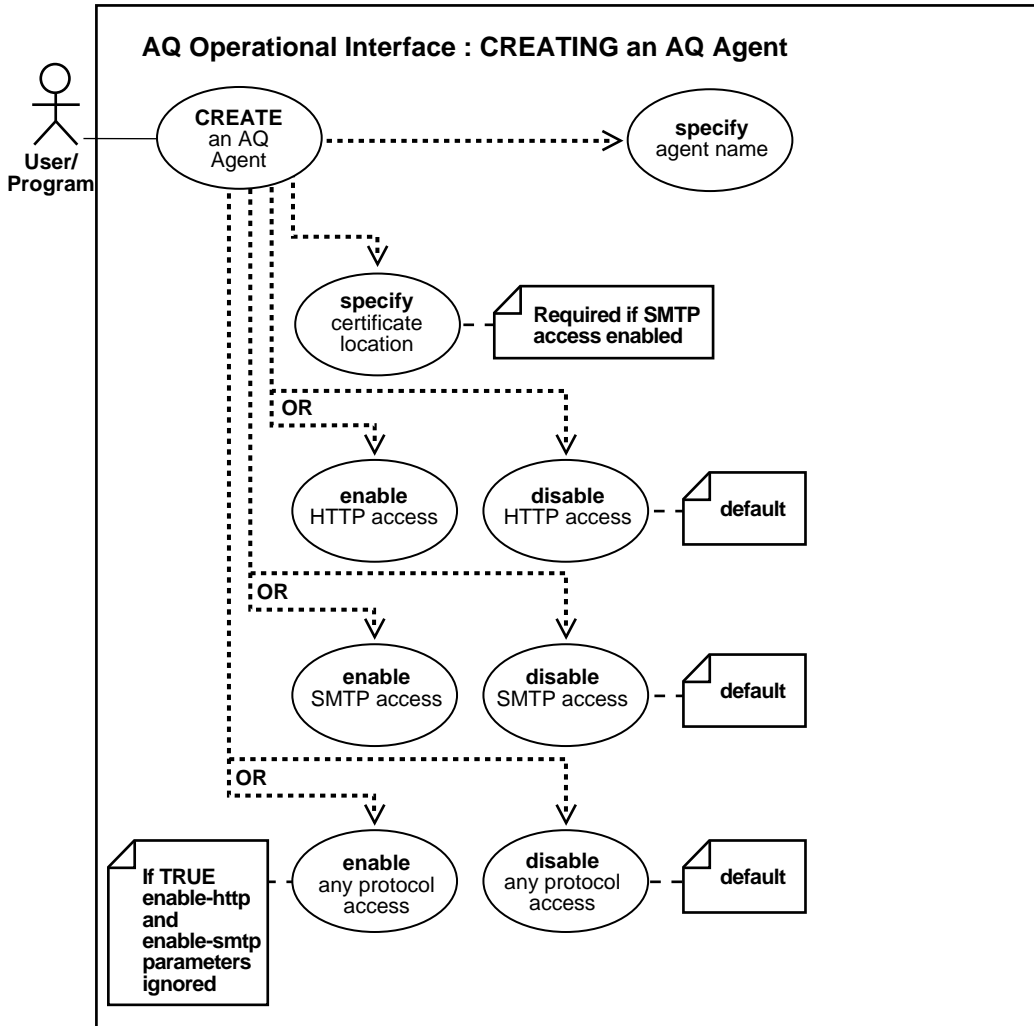 AQ Operational Interface : CREATING an AQ Agent
User/
Program
CREATE
an AQ
Agent
specify
agent name
specify
certificate
location
Required if SMTP
access enabled
OR
enable
HTTP access
disable
HTTP access
default
OR
enable
SMTP access
disable
SMTP access
default
OR
If TRUE
enable-http
and
enable-smtp
parameters
ignored
enable
any protocol
access
disable
any protocol
access
default